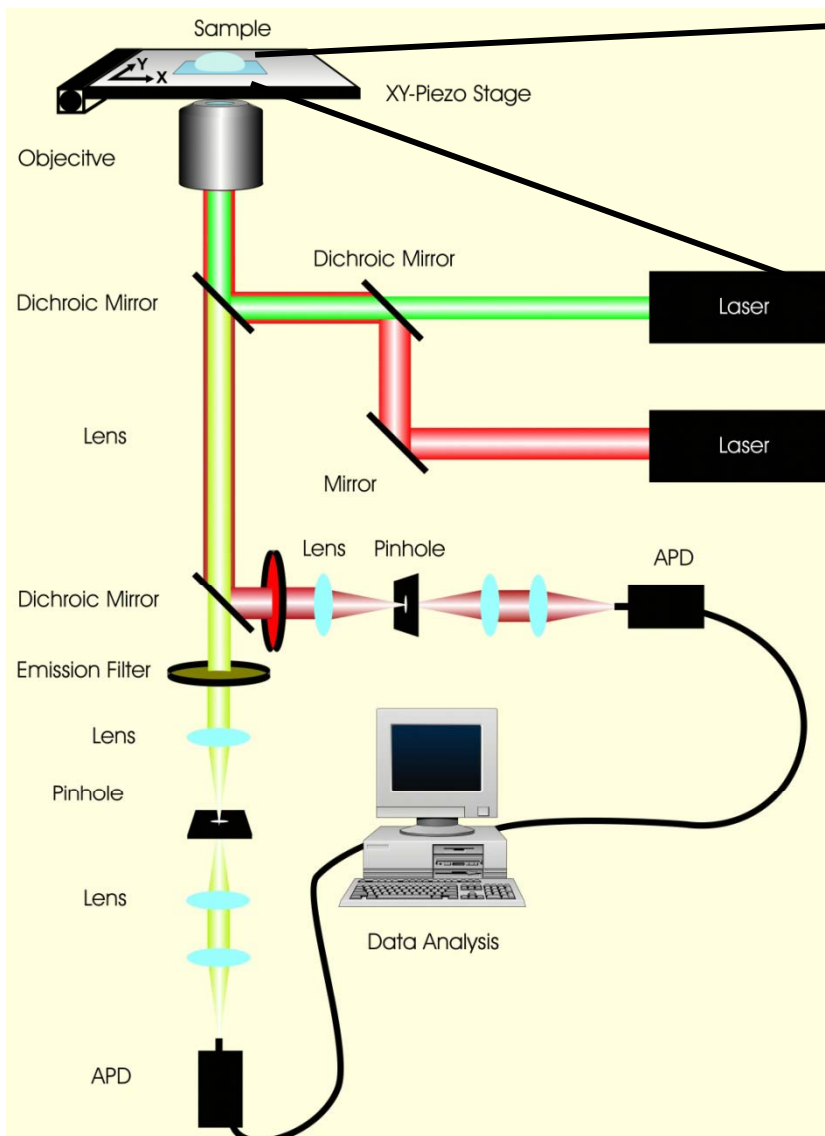 Sample
Y
X
XY-Piezo Stage
Objecitve
Dichroic Mirror
Dichroic Mirror
Laser
Lens
Laser
Mirror
Lens
Pinhole
APD
Dichroic Mirror
Emission Filter
Lens
Pinhole
Lens
Data Analysis
APD